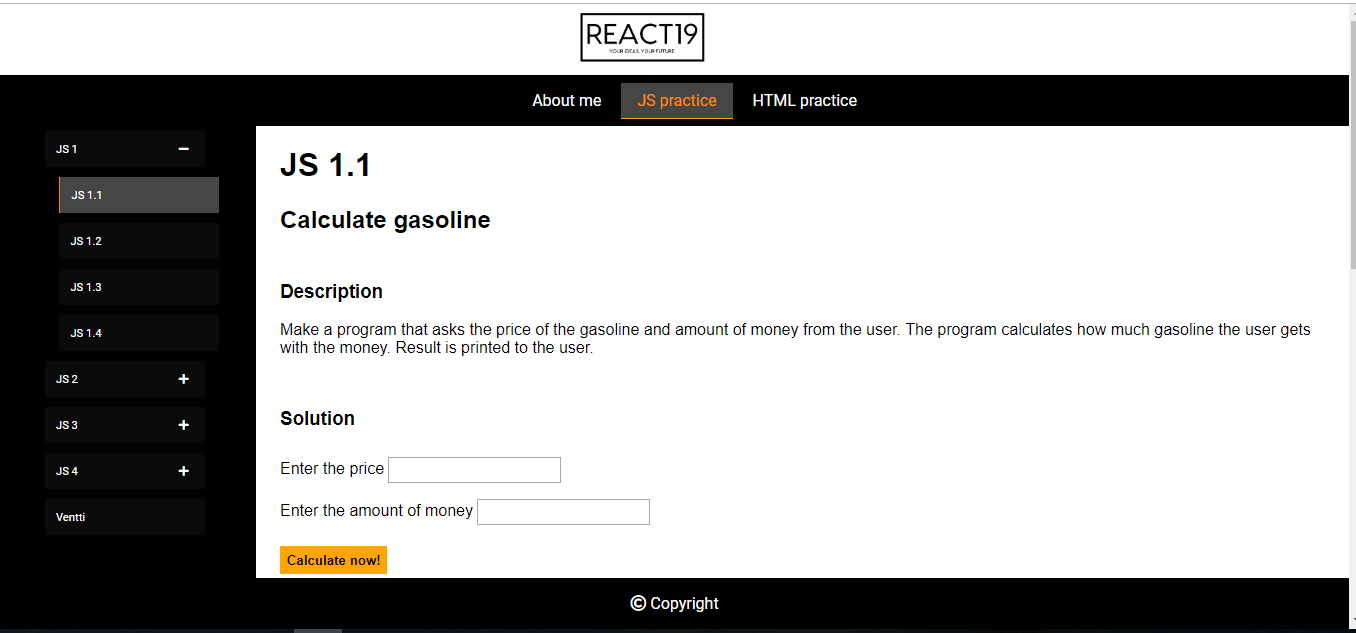 REACT19
YOUR IDEAS. YOUR FUTURE.
About me
JS practice
HTML practice
JS 1
JS 1.1
JS 1.2
JS 1.3
JS 1.4
JS 2
JS 3
JS 4
Ventti
JS 1.1
Calculate gasoline
Description
Make a program that asks the price of the gasoline and amount of money from the user. The program calculates how much gasoline the user gets
with the money. Result is printed to the user.
Solution
Enter the price
Enter the amount of money
Calculate now!
© Copyright